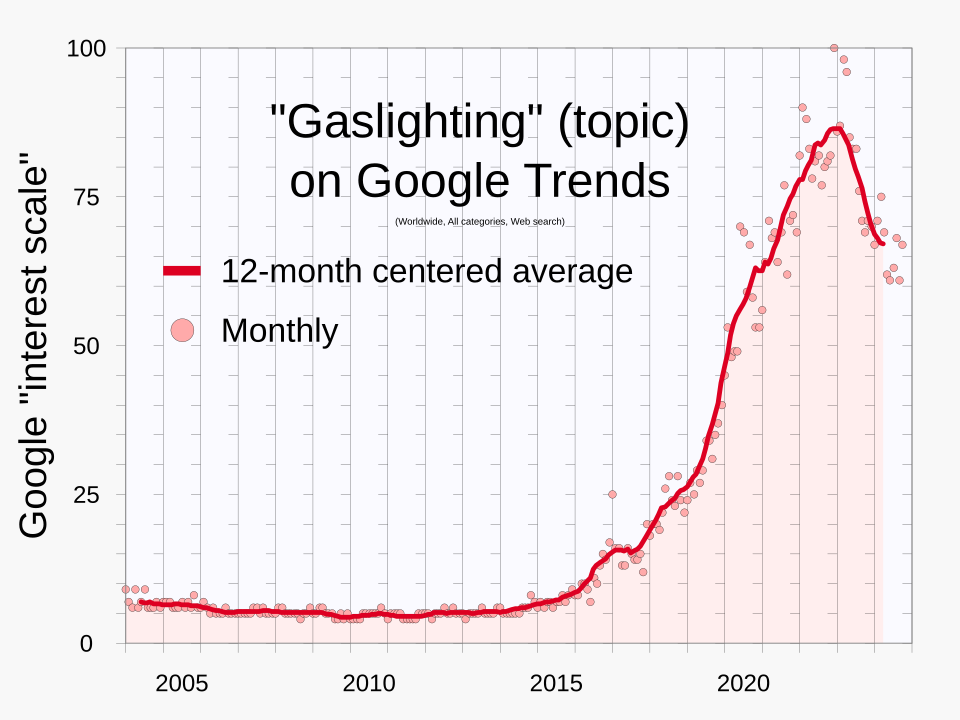 "Gaslighting" (topic)
on Google Trends
(Worldwide, All categories, Web search)
12-month centered average
Monthly
Google "interest scale"
100
75
50
25
0
2005 2010 2015 2020